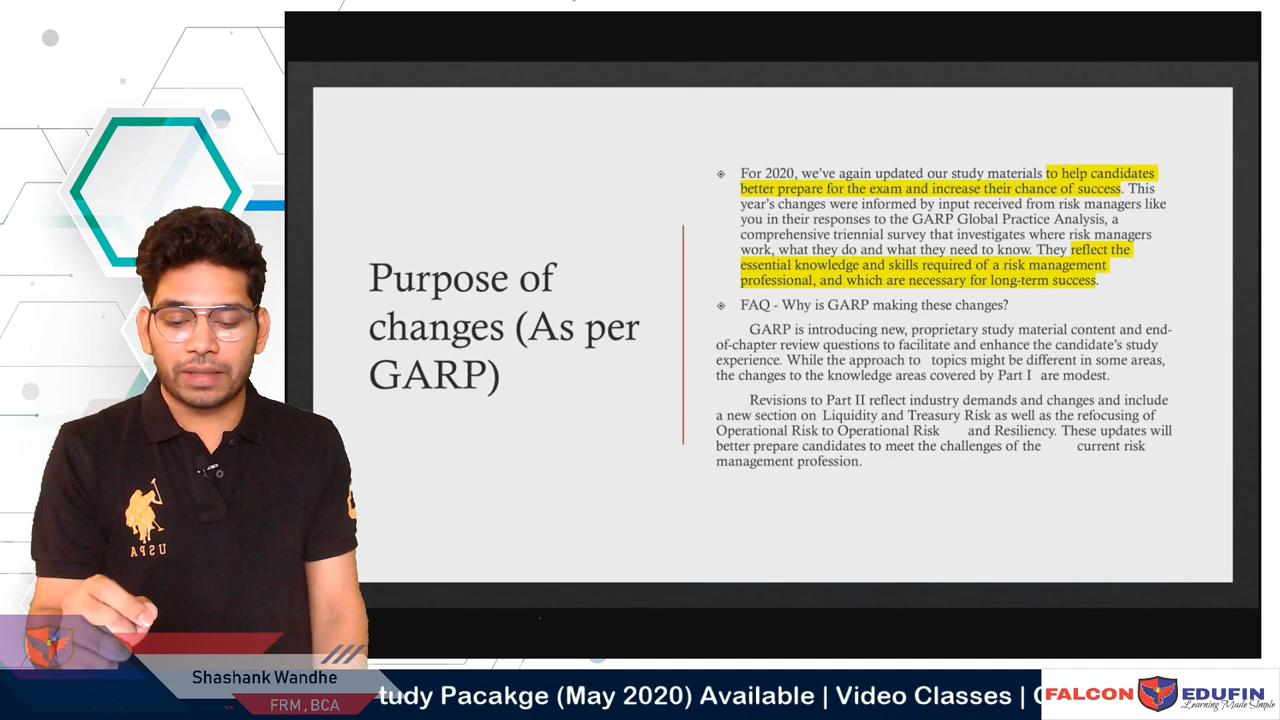 Purpose of
changes (As per
GARP)
For 2020, we've again updated our study materials to help candidates
better prepare for the exam and increase their chance of success. This
year's changes were informed by input received from risk managers like
you in their responses to the GARP Global Practice Analysis, a
comprehensive triennial survey that investigates where risk managers
work, what they do and what they need to know. They reflect the
essential knowledge and skills required of a risk management
professional, and which are necessary for long-term success.
FAQ - Why is GARP making these changes?
GARP is introducing new, proprietary study material content and end-
of-chapter review questions to facilitate and enhance the candidate's study
experience. While the approach to topics might be different in some areas,
the changes to the knowledge areas covered by Part I are modest.
Revisions to Part II reflect industry demands and changes and include
a new section on Liquidity and Treasury Risk as well as the refocusing of
Operational Risk to Operational Risk and Resiliency. These updates will
better prepare candidates to meet the challenges of the current risk
management profession.
USPA
Shashank Wandhe
FRM, BCA
tudy Pacakge (May 2020) Available | Video Classes |
FALCON EDUFIN
Learning Made Simple